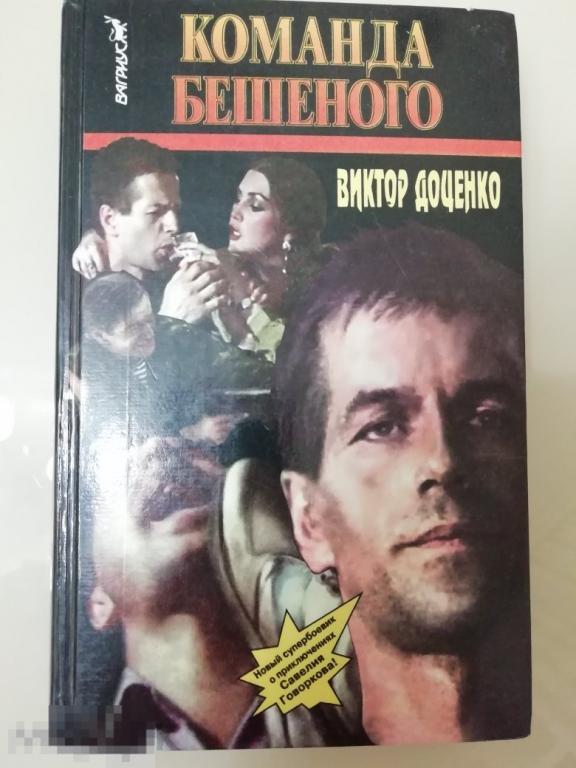 ВАГРИУС
КОМАНДА
БЕШЕНОГО
ВИКТОР ДОЦЕНКО
Новый супербоевик
о приключениях
Савелия
Говоркова!